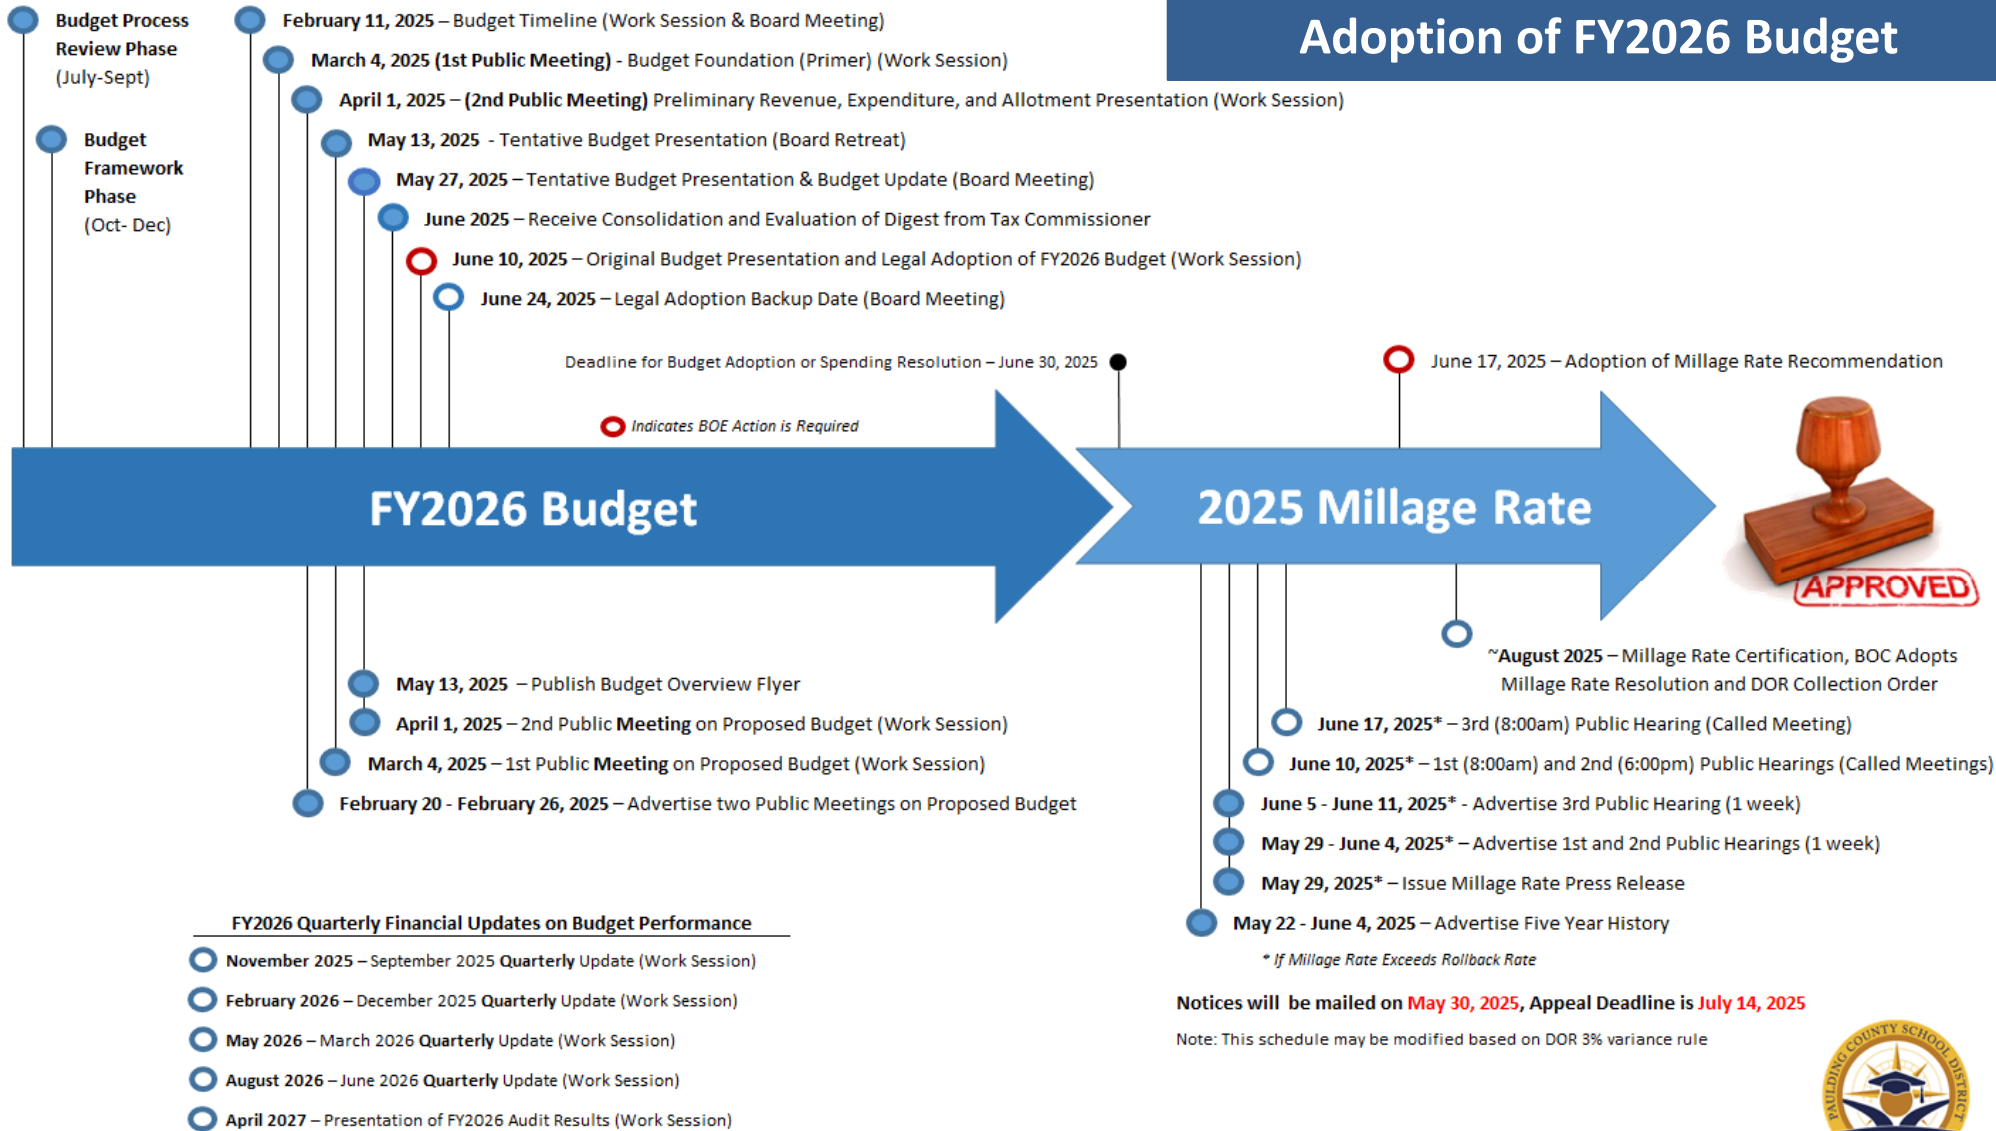 Adoption of FY2026 Budget
Budget Process
Review Phase
(July-Sept)
Budget
Framework
Phase
(Oct- Dec)
February 11, 2025 – Budget Timeline (Work Session & Board Meeting)
March 4, 2025 (1st Public Meeting) - Budget Foundation (Primer) (Work Session)
April 1, 2025 – (2nd Public Meeting) Preliminary Revenue, Expenditure, and Allotment Presentation (Work Session)
May 13, 2025 - Tentative Budget Presentation (Board Retreat)
May 27, 2025 – Tentative Budget Presentation & Budget Update (Board Meeting)
June 2025 – Receive Consolidation and Evaluation of Digest from Tax Commissioner
June 10, 2025 – Original Budget Presentation and Legal Adoption of FY2026 Budget (Work Session)
June 24, 2025 – Legal Adoption Backup Date (Board Meeting)
Deadline for Budget Adoption or Spending Resolution – June 30, 2025
June 17, 2025 – Adoption of Millage Rate Recommendation
Indicates BOE Action is Required
FY2026 Budget
2025 Millage Rate
APPROVED
May 13, 2025 – Publish Budget Overview Flyer
April 1, 2025 – 2nd Public Meeting on Proposed Budget (Work Session)
March 4, 2025 – 1st Public Meeting on Proposed Budget (Work Session)
February 20 - February 26, 2025 – Advertise two Public Meetings on Proposed Budget
~August 2025 – Millage Rate Certification, BOC Adopts
Millage Rate Resolution and DOR Collection Order
June 17, 2025* – 3rd (8:00am) Public Hearing (Called Meeting)
June 10, 2025* – 1st (8:00am) and 2nd (6:00pm) Public Hearings (Called Meetings)
June 5 - June 11, 2025* - Advertise 3rd Public Hearing (1 week)
May 29 - June 4, 2025* – Advertise 1st and 2nd Public Hearings (1 week)
May 29, 2025* – Issue Millage Rate Press Release
May 22 - June 4, 2025 – Advertise Five Year History
* If Millage Rate Exceeds Rollback Rate
Notices will be mailed on May 30, 2025, Appeal Deadline is July 14, 2025
Note: This schedule may be modified based on DOR 3% variance rule
FY2026 Quarterly Financial Updates on Budget Performance
November 2025 – September 2025 Quarterly Update (Work Session)
February 2026 – December 2025 Quarterly Update (Work Session)
May 2026 – March 2026 Quarterly Update (Work Session)
August 2026 – June 2026 Quarterly Update (Work Session)
April 2027 – Presentation of FY2026 Audit Results (Work Session)
PAULDING COUNTY SCHOOL DISTRICT